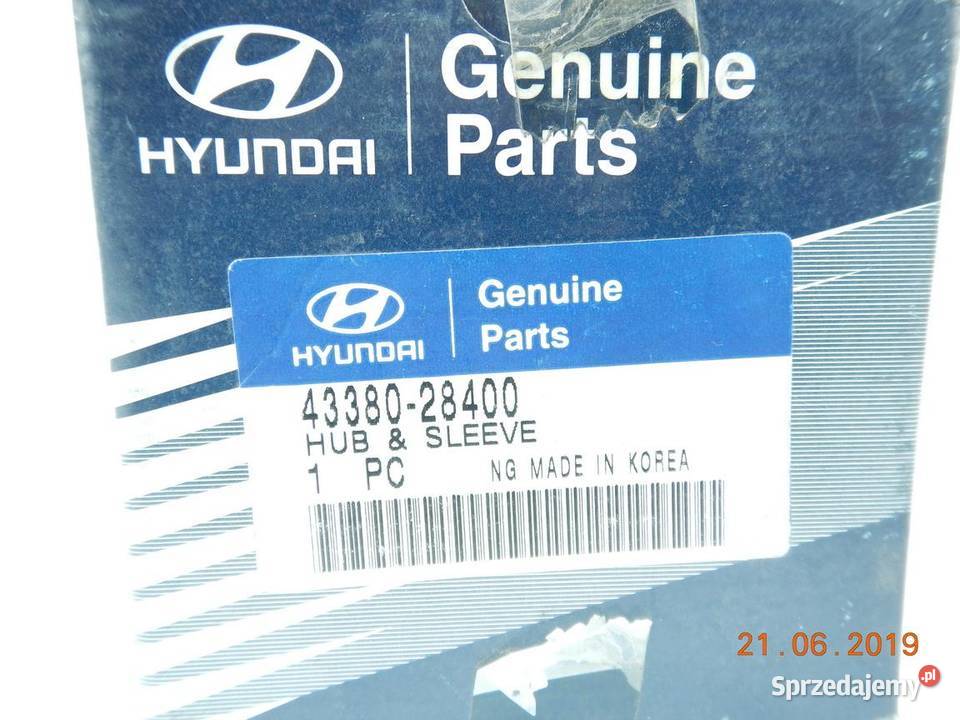 HYUNDAI
Genuine
Parts
HYUNDAI
Genuine
Parts
43380-28400
HUB & SLEEVE
1 PC NG MADE IN KOREA
21.06.2019
Sprzedajemy.pl